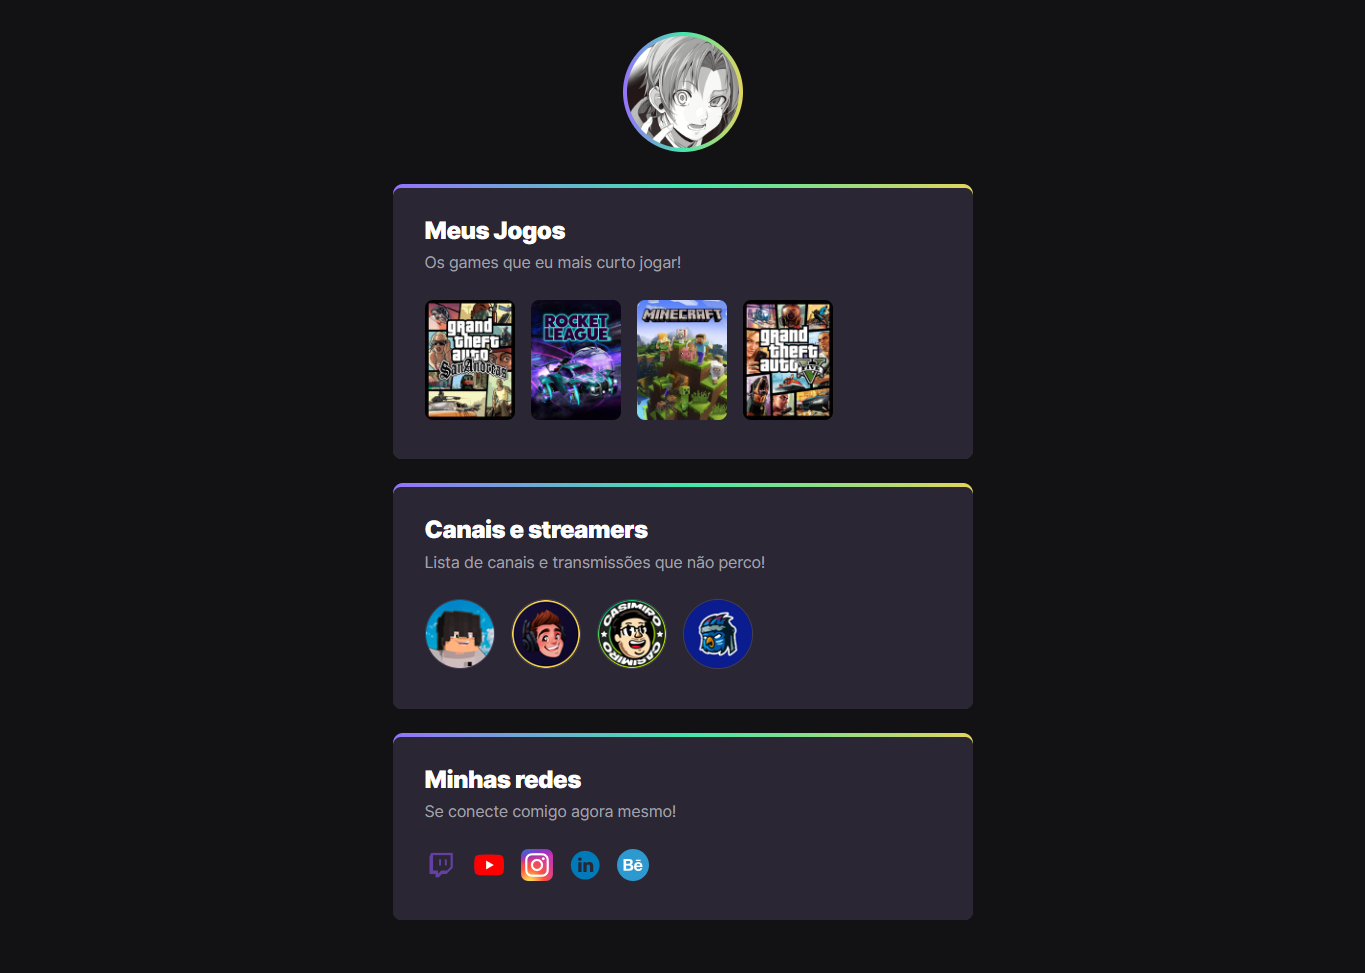 Meus Jogos
Os games que eu mais curto jogar!
grand
theft
auto
SanAndreas
ROCKET
LEAGUE
MINECRAFT
grand
theft
auto V
FIVE
Canais e streamers
Lista de canais e transmissões que não perco!
CASIMIRO
CASIMIRO
Minhas redes
Se conecte comigo agora mesmo!
in
Bē